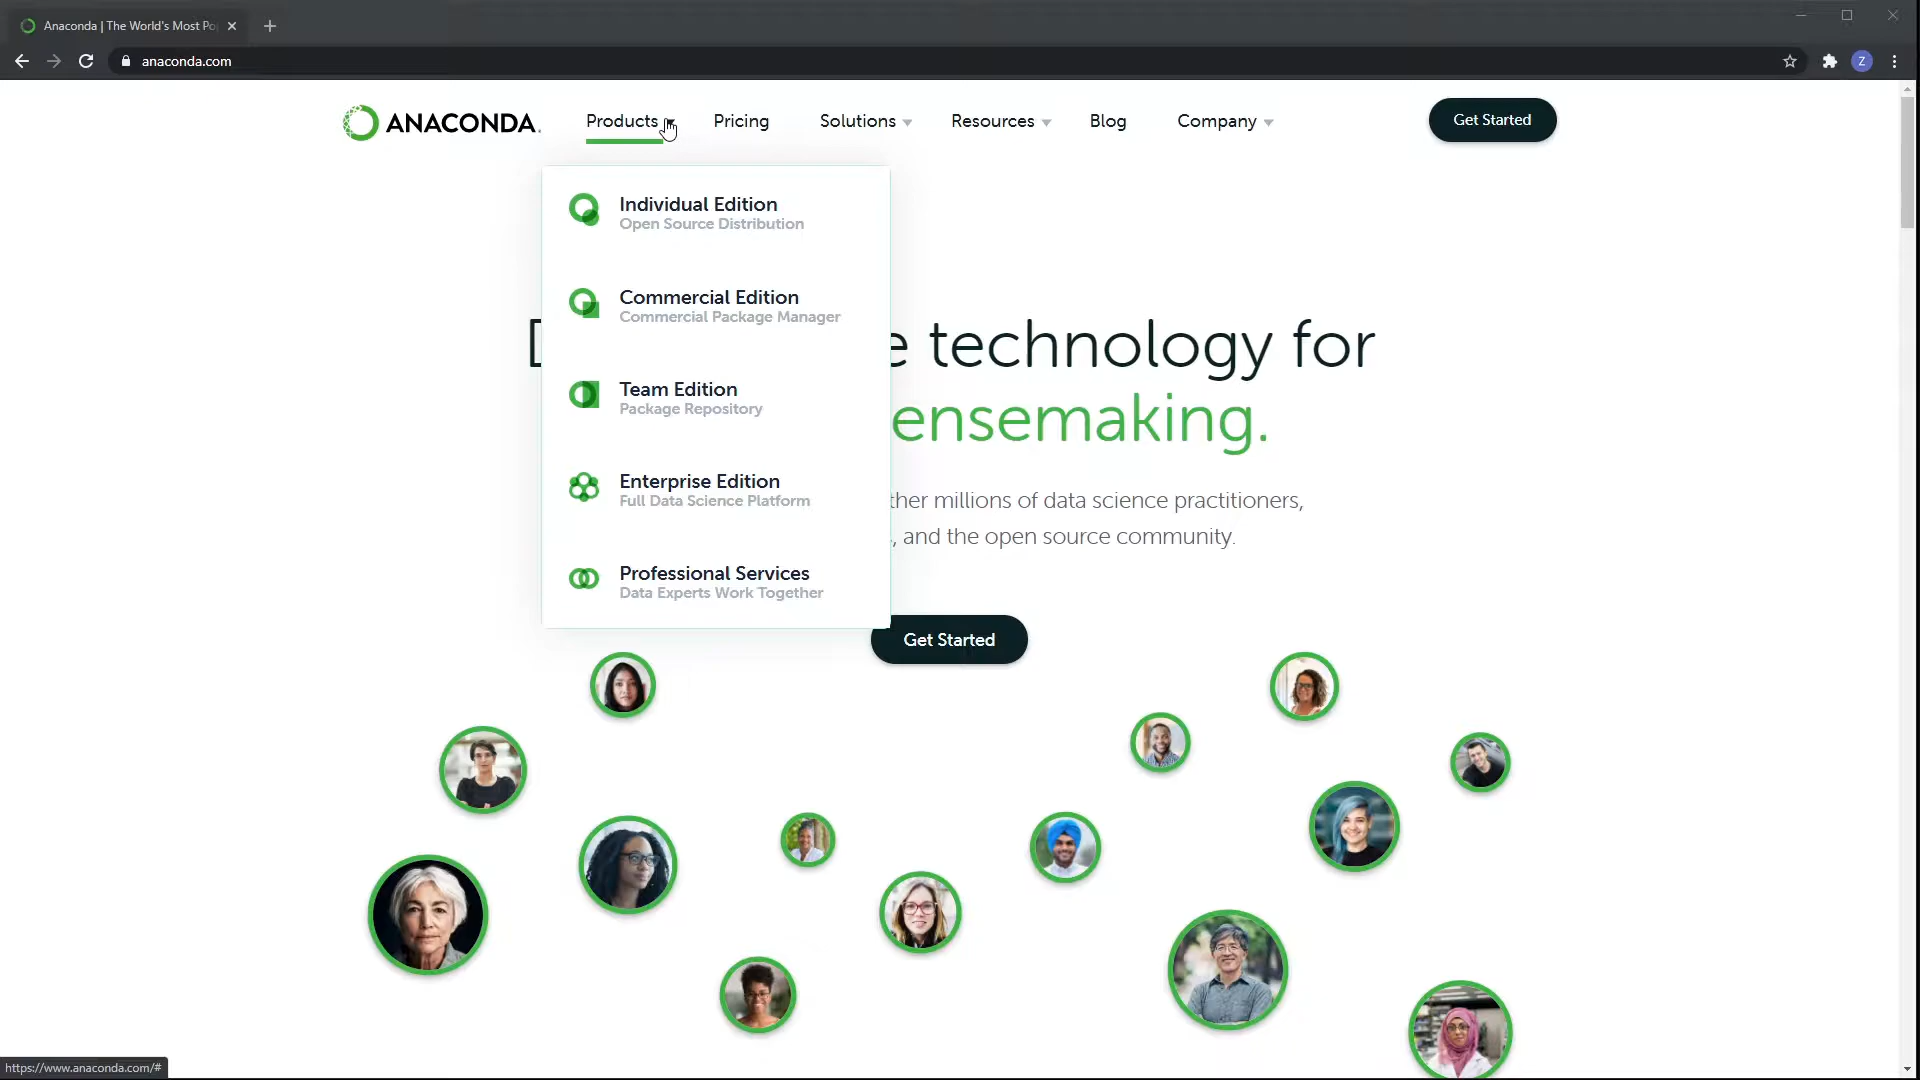 Anaconda | The World's Most Po
anaconda.com
Z
ANACONDA.
Products
Pricing
Solutions
Resources
Blog
Company
Get Started
Individual Edition
Open Source Distribution
Commercial Edition
Commercial Package Manager
Team Edition
Package Repository
Enterprise Edition
Full Data Science Platform
Professional Services
Data Experts Work Together
e technology for
ensemaking.
ther millions of data science practitioners,
, and the open source community.
Get Started
https://www.anaconda.com/#